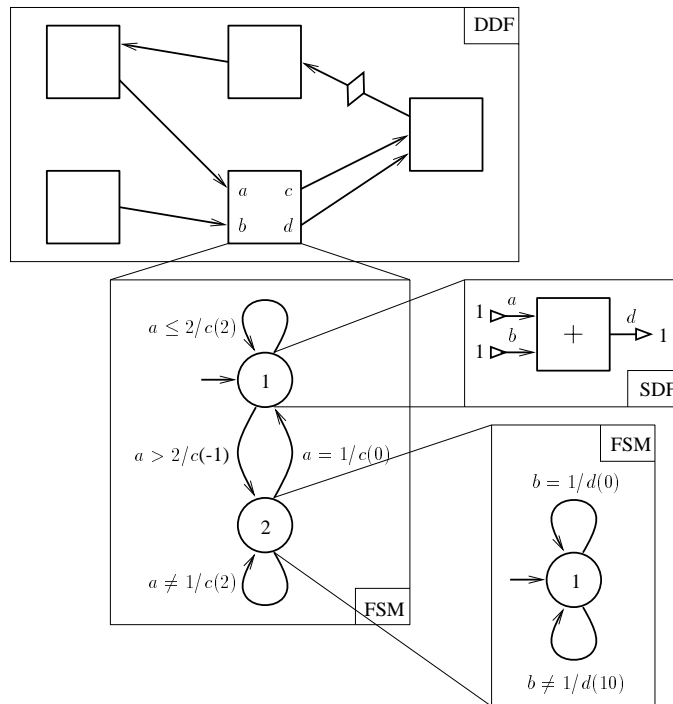 DDF
a c
b d
a ≤ 2/c(2)
1
a > 2/c(-1)
a = 1/c(0)
2
a ≠ 1/c(2)
FSM
1 a
d
1 b
+
1
SDF
FSM
b = 1/d(0)
1
b ≠ 1/d(10)